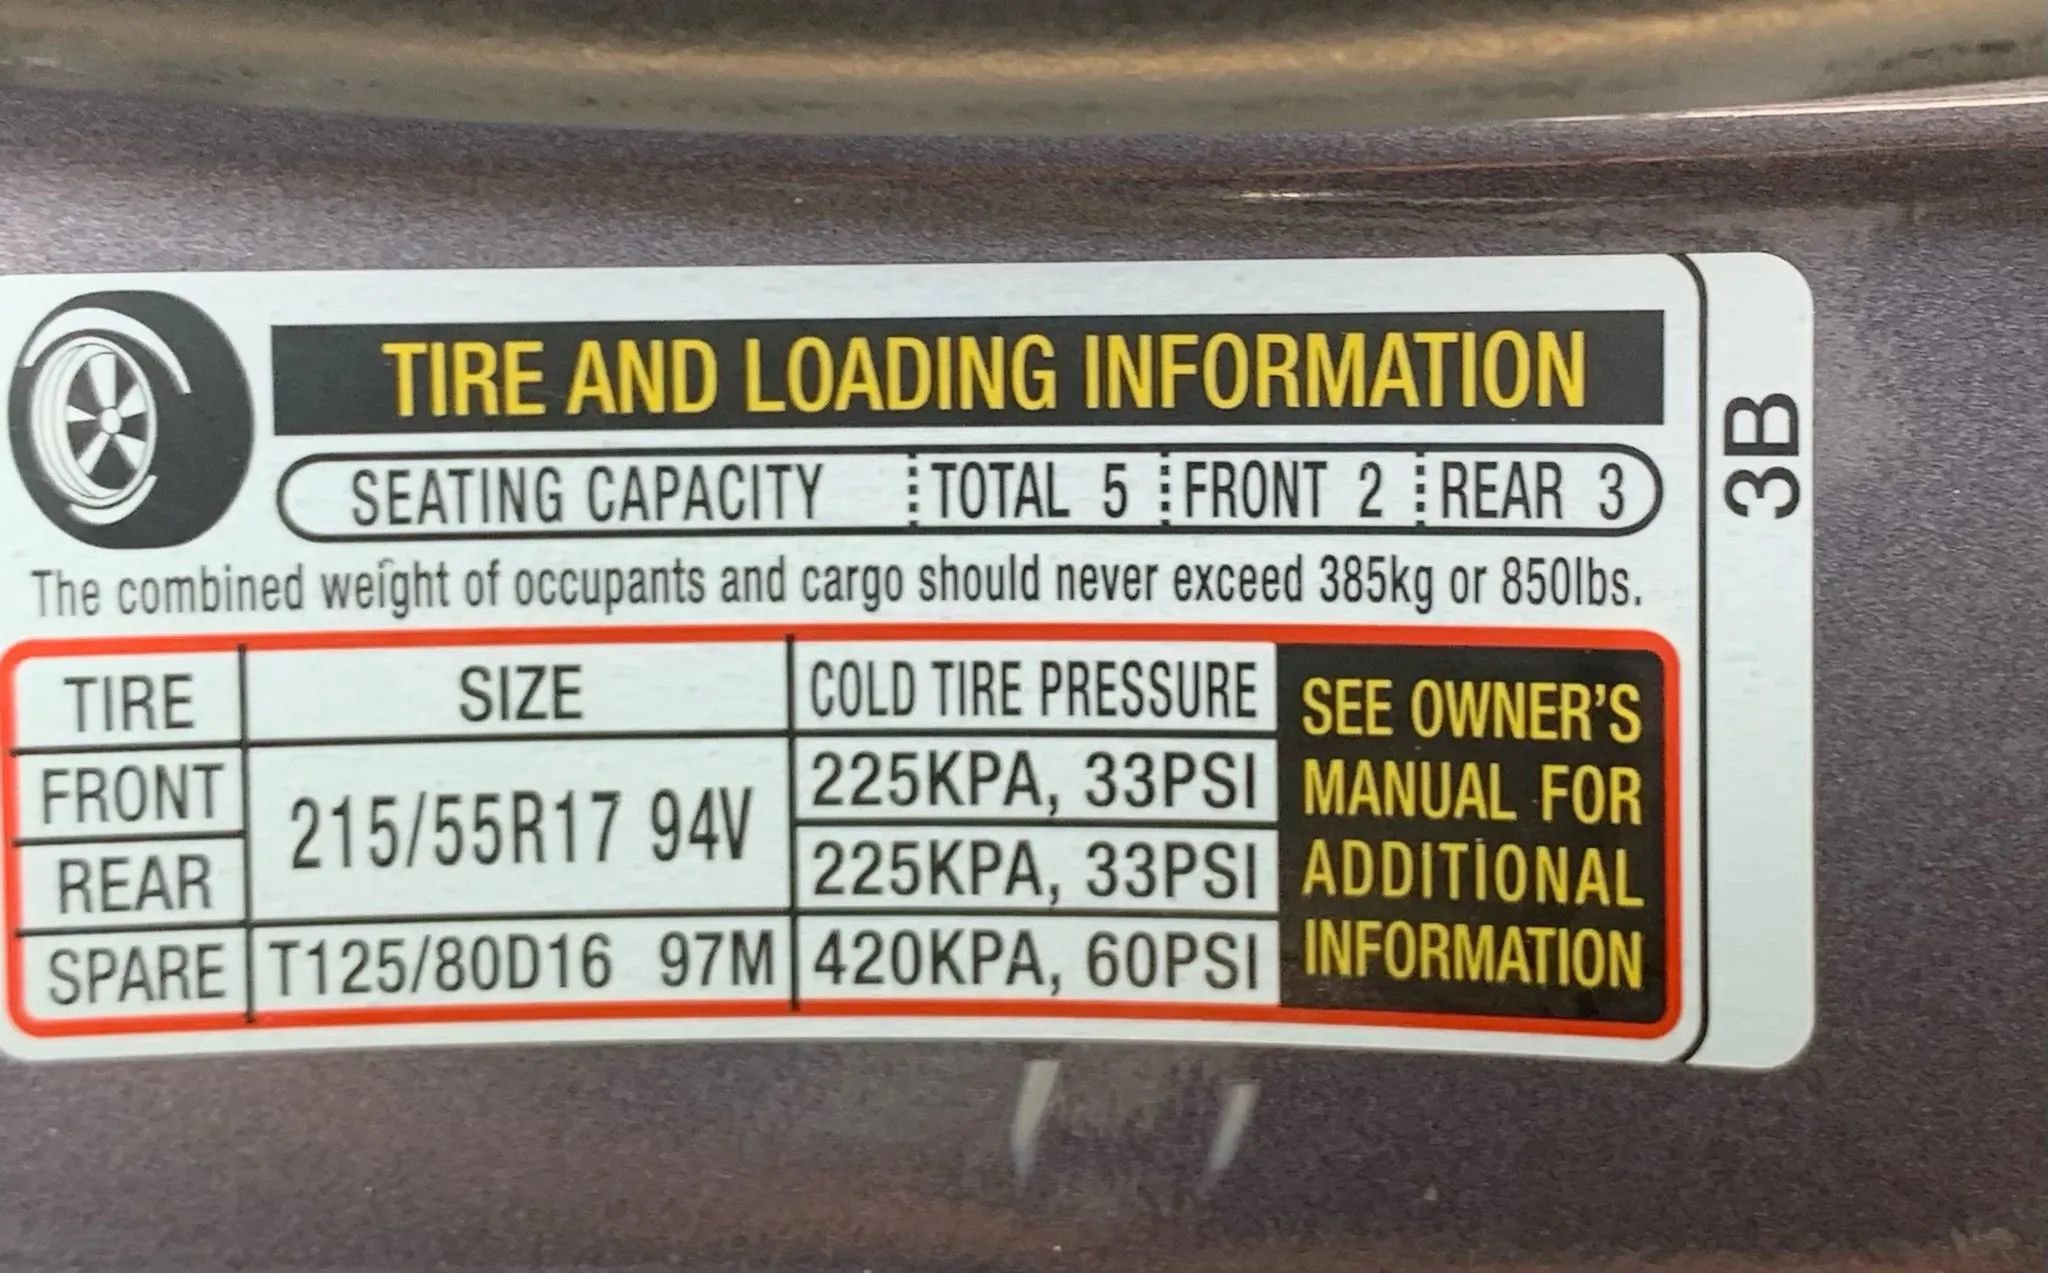 TIRE AND LOADING INFORMATION
SEATING CAPACITY TOTAL 5 FRONT 2 REAR 3
The combined weight of occupants and cargo should never exceed 385kg or 850lbs.
TIRE SIZE COLD TIRE PRESSURE
FRONT 215/55R17 94V 225KPA, 33PSI
REAR 225KPA, 33PSI
SPARE T125/80D16 97M 420KPA, 60PSI
SEE OWNER'S
MANUAL FOR
ADDITIONAL
INFORMATION
3B